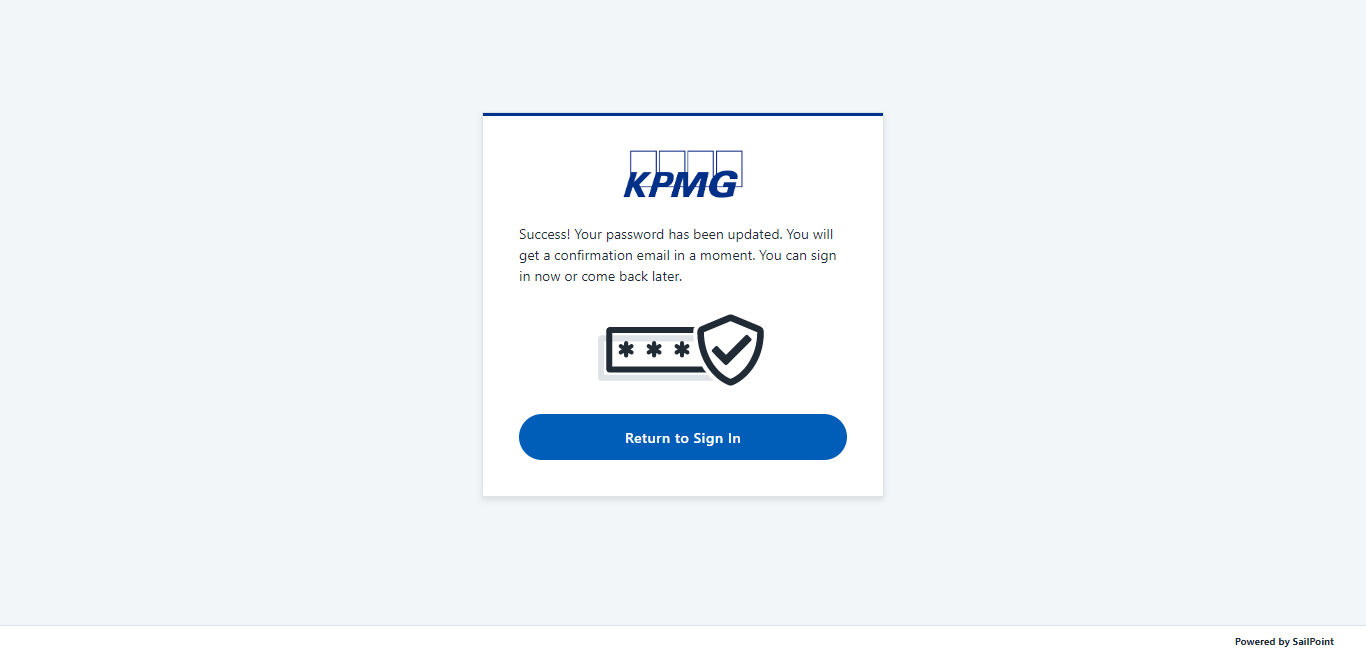 KPMG
Success! Your password has been updated. You will
get a confirmation email in a moment. You can sign
in now or come back later.
* * *
Return to Sign In
Powered by SailPoint